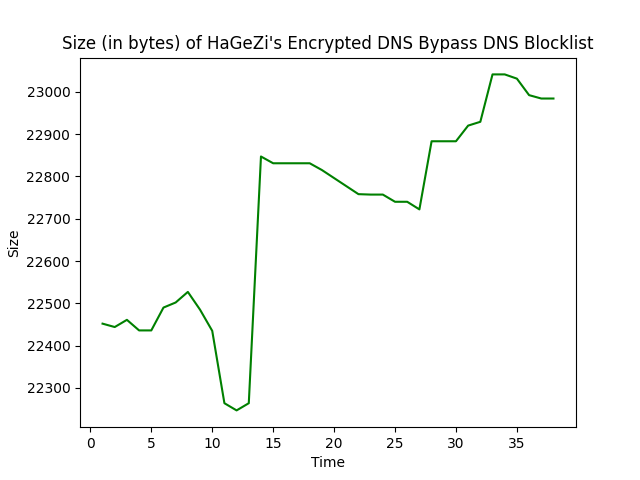 Size (in bytes) of HaGeZi's Encrypted DNS Bypass DNS Blocklist
23000
22900
22800
22700
22600
22500
22400
22300
Size
0 5 10 15 20 25 30 35
Time